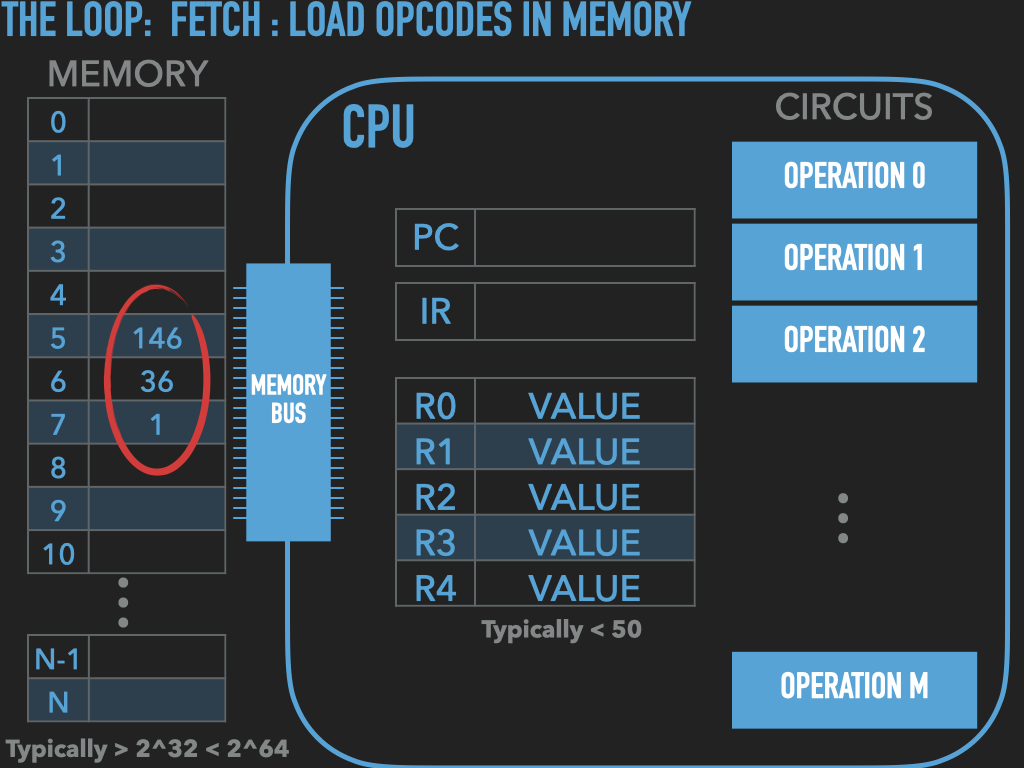 THE LOOP: FETCH : LOAD OPCODES IN MEMORY
MEMORY
0
1
2
3
4
5 146
6 36
7 1
8
9
10
N-1
N
Typically > 2^32 < 2^64
MEMORY
BUS
CPU
PC
IR
R0 VALUE
R1 VALUE
R2 VALUE
R3 VALUE
R4 VALUE
Typically < 50
CIRCUITS
OPERATION 0
OPERATION 1
OPERATION 2
OPERATION M